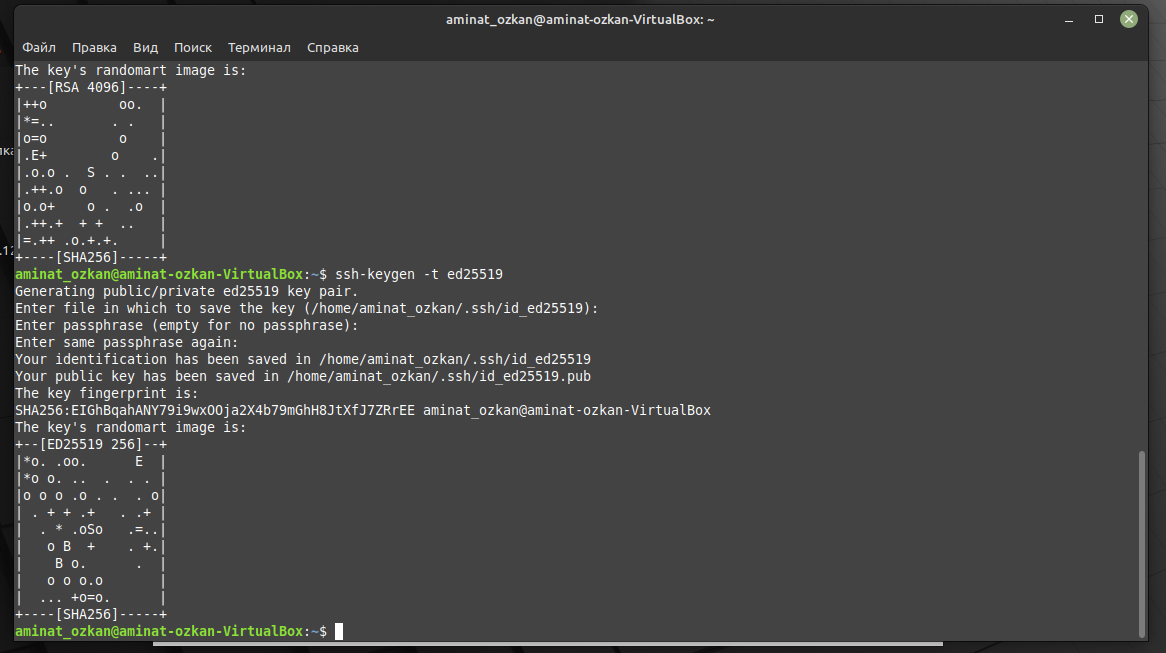 aminat_ozkan@aminat-ozkan-VirtualBox: ~
Файл Правка Вид Поиск Терминал Справка
The key's randomart image is:
+---[RSA 4096]----+
|++o         oo.  |
|*=..       . .   |
|o=o         o    |
|.E+        o    .|
|.o.o .  S . .  ..|
|.++.o  o   . ... |
|o.o+    o .  .o  |
|.++.+  + +  ..   |
|=.++ .o.+.+.     |
+----[SHA256]-----+
aminat_ozkan@aminat-ozkan-VirtualBox:~$ ssh-keygen -t ed25519
Generating public/private ed25519 key pair.
Enter file in which to save the key (/home/aminat_ozkan/.ssh/id_ed25519):
Enter passphrase (empty for no passphrase):
Enter same passphrase again:
Your identification has been saved in /home/aminat_ozkan/.ssh/id_ed25519
Your public key has been saved in /home/aminat_ozkan/.ssh/id_ed25519.pub
The key fingerprint is:
SHA256:EIGhBqahANY79i9wxOOja2X4b79mGhH8JtXfJ7ZRrEE aminat_ozkan@aminat-ozkan-VirtualBox
The key's randomart image is:
+--[ED25519 256]--+
|*o. .oo.      E  |
|*o o. ..  .  . . |
|o o o .o . .  . o|
| . + + .+   . .+ |
|  . * .oSo   .=..|
|   o B  +    . +.|
|    B o.      .  |
|   o o o.o       |
|  ... +o=o.      |
+----[SHA256]-----+
aminat_ozkan@aminat-ozkan-VirtualBox:~$